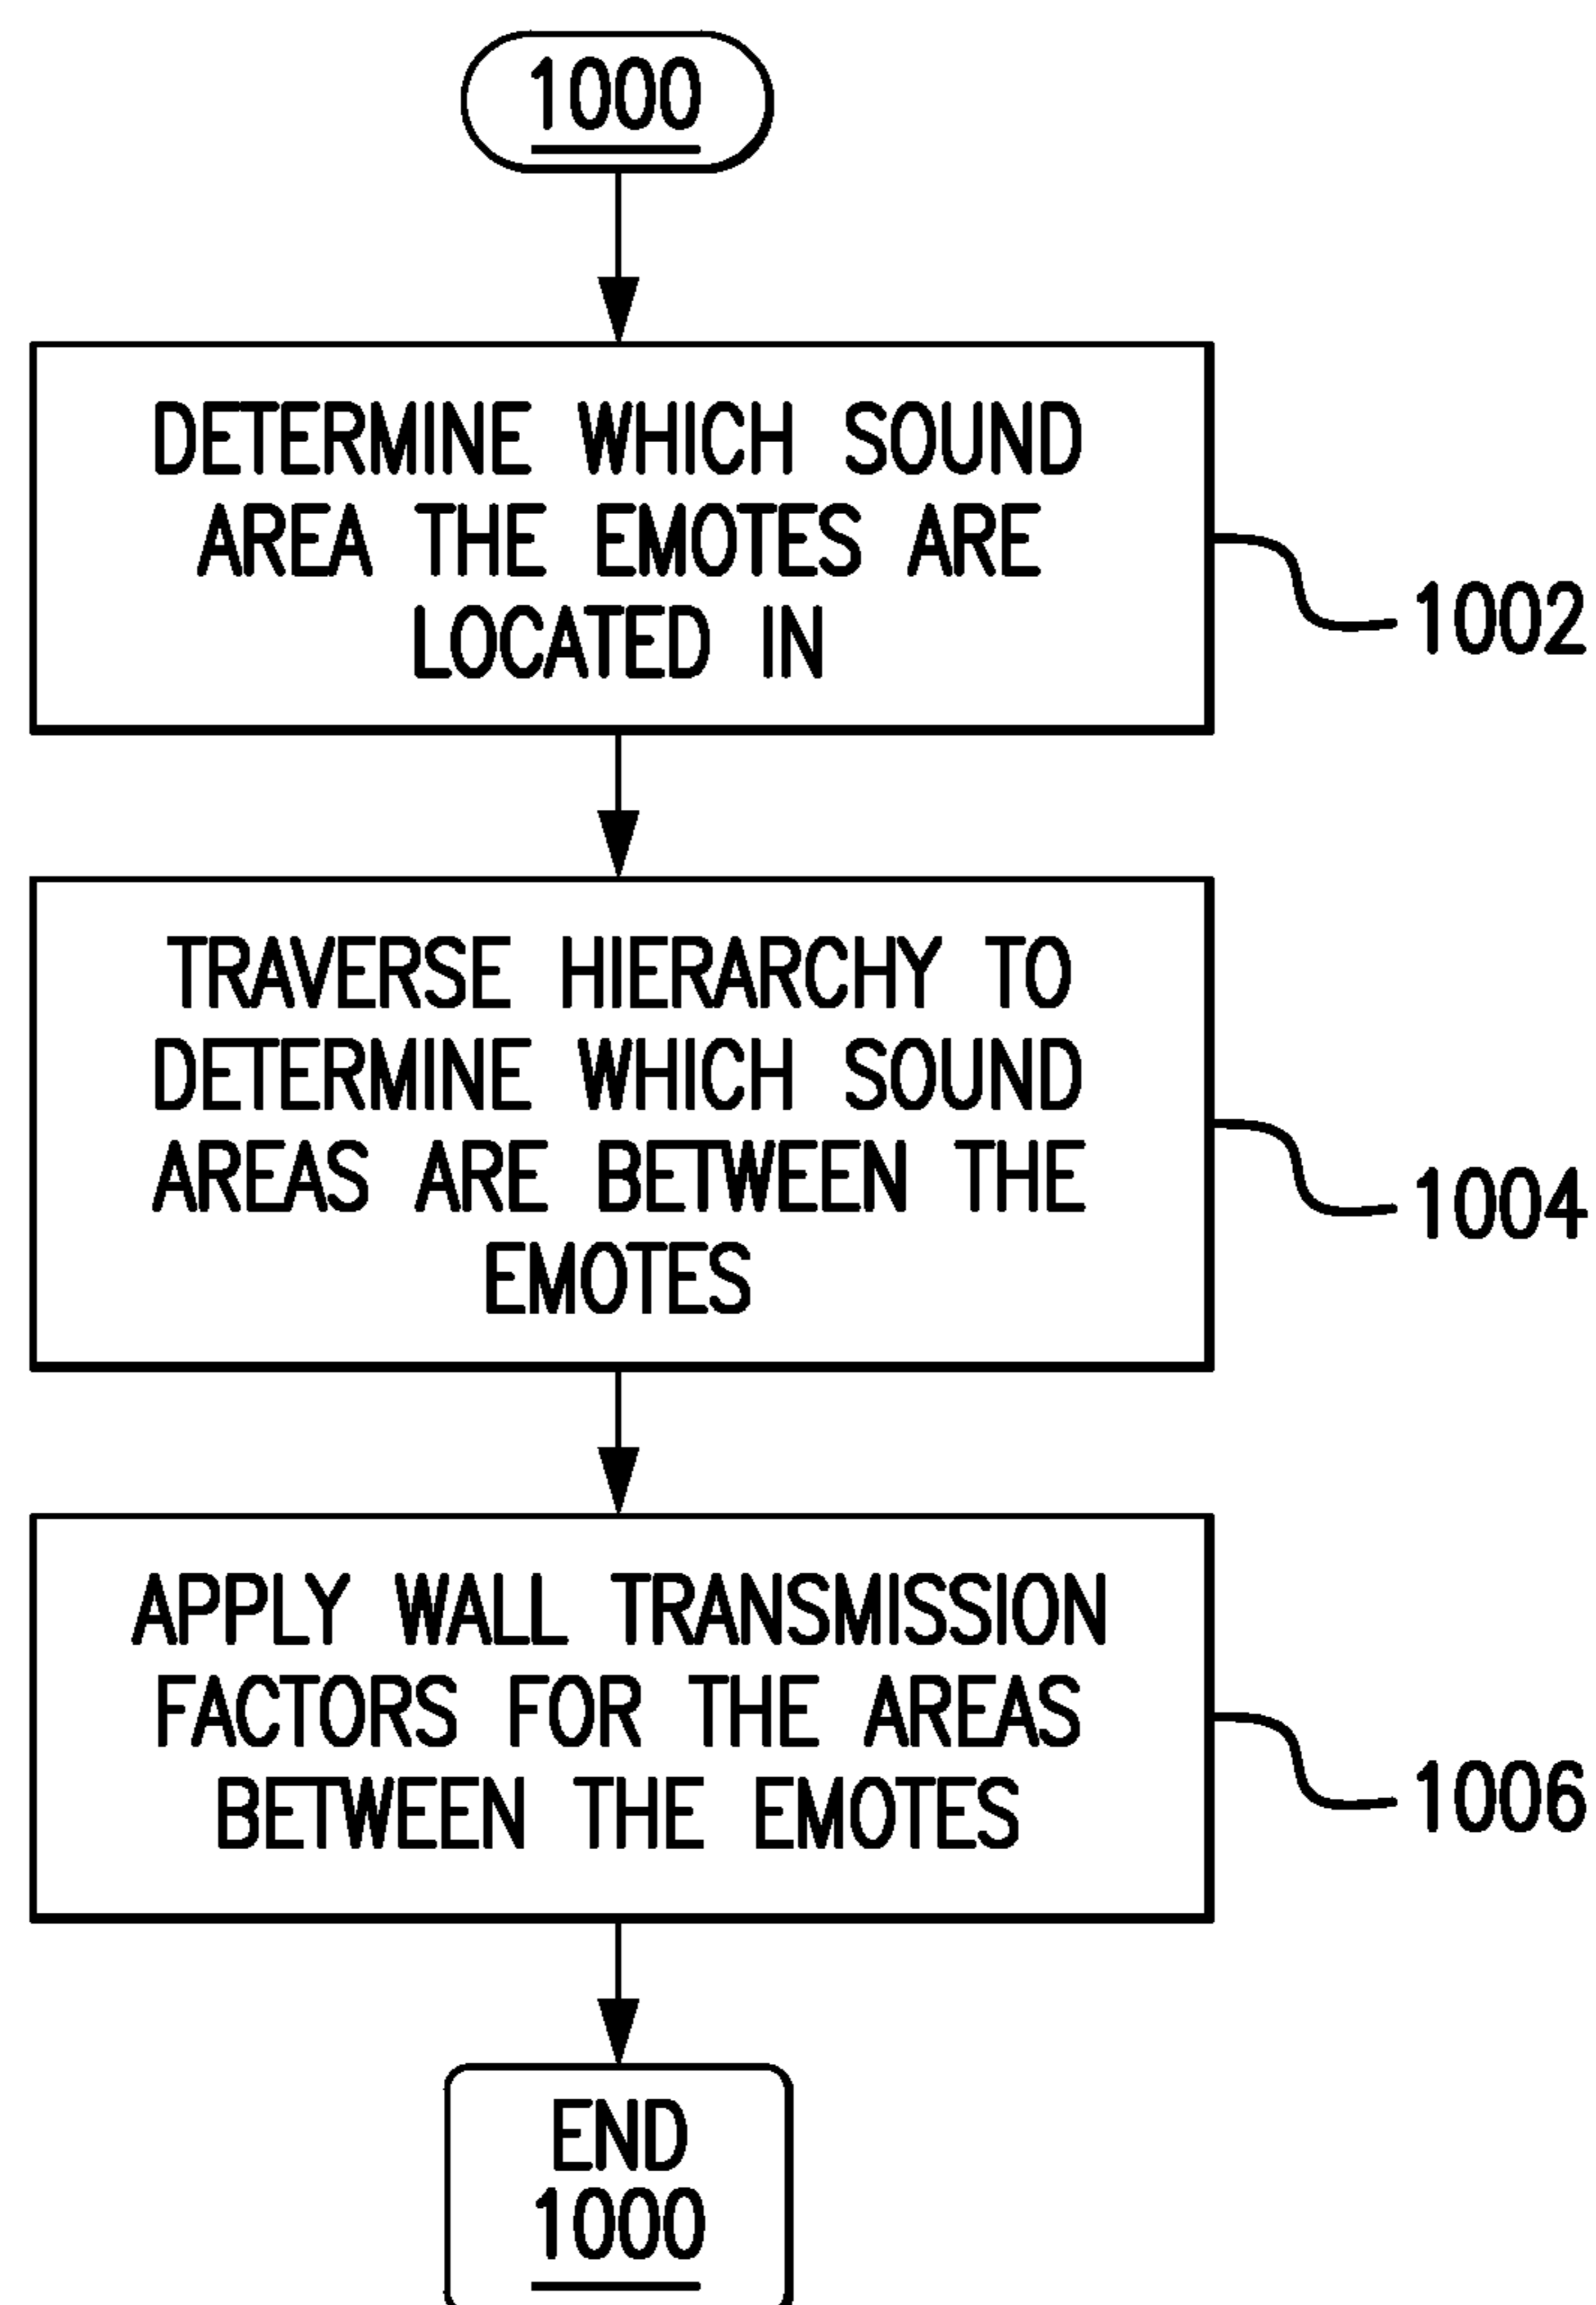 1000
DETERMINE WHICH SOUND
AREA THE EMOTES ARE
LOCATED IN
1002
TRAVERSE HIERARCHY TO
DETERMINE WHICH SOUND
AREAS ARE BETWEEN THE
EMOTES
1004
APPLY WALL TRANSMISSION
FACTORS FOR THE AREAS
BETWEEN THE EMOTES
1006
END
1000